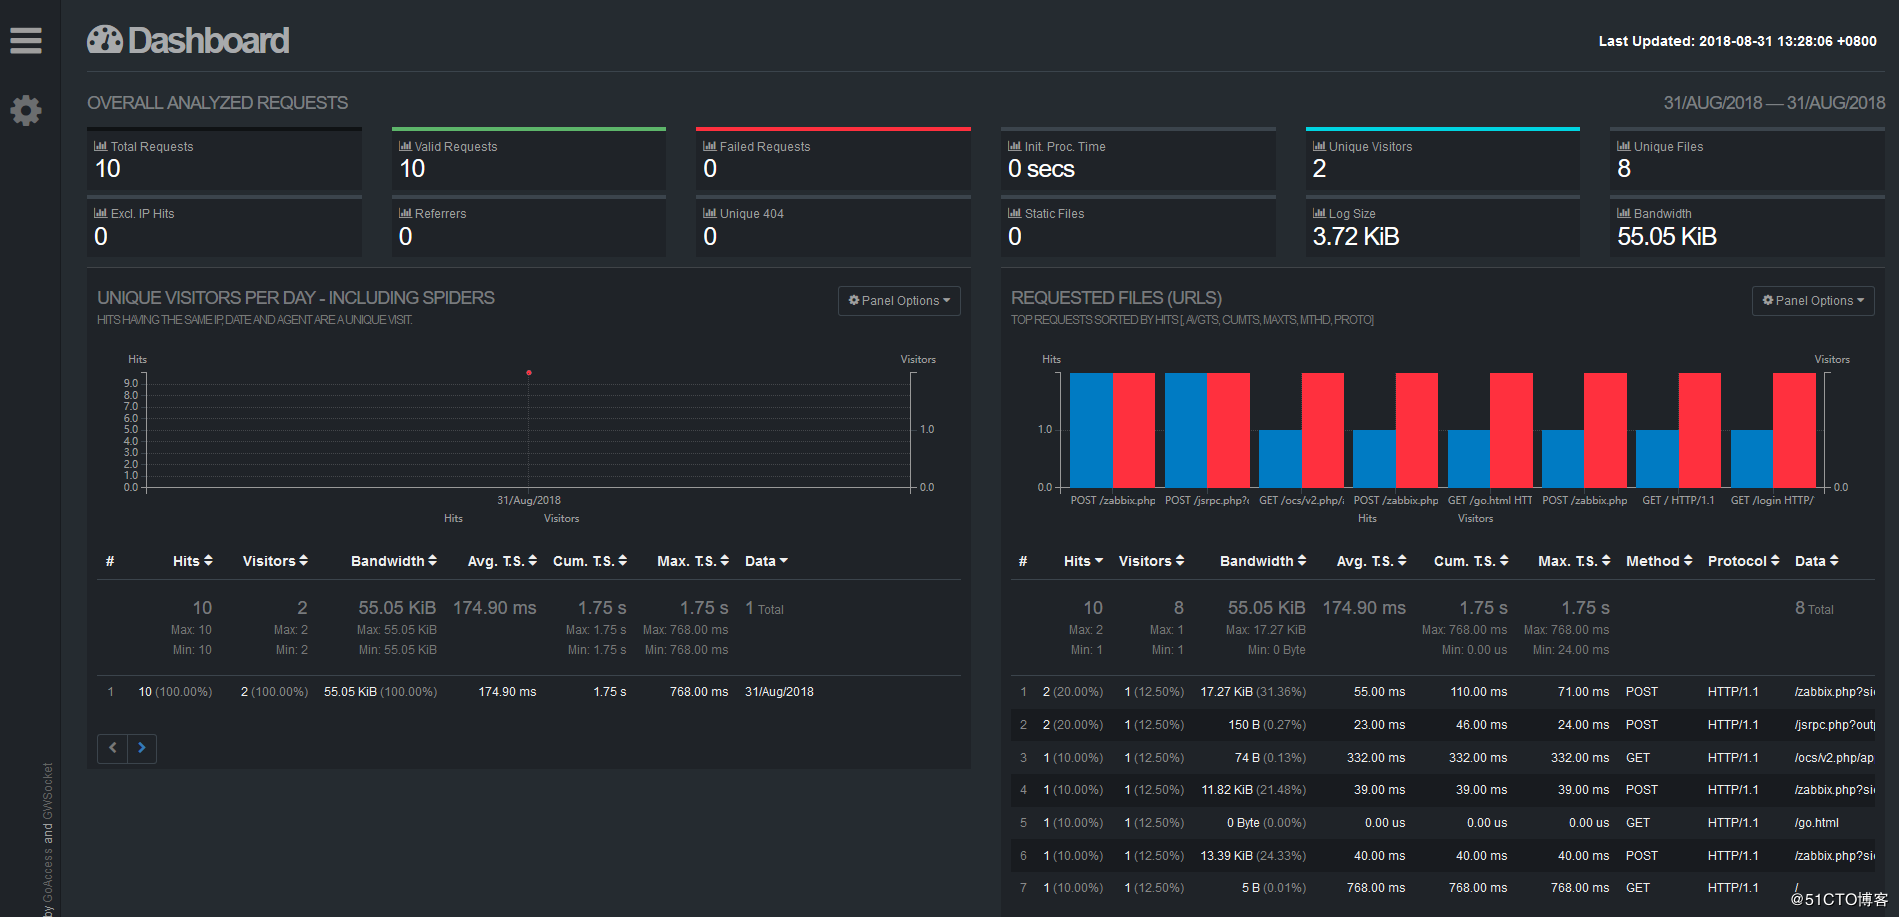 Dashboard
Last Updated: 2018-08-31 13:28:06 +0800
OVERALL ANALYZED REQUESTS
31/AUG/2018 — 31/AUG/2018
Total Requests
10
Valid Requests
10
Failed Requests
0
Init. Proc. Time
0 secs
Unique Visitors
2
Unique Files
8
Excl. IP Hits
0
Referrers
0
Unique 404
0
Static Files
0
Log Size
3.72 KiB
Bandwidth
55.05 KiB
UNIQUE VISITORS PER DAY - INCLUDING SPIDERS
Panel Options
HITS HAVING THE SAME IP, DATE AND AGENT ARE A UNIQUE VISIT.
Hits
Visitors
9.0
8.0
7.0
6.0
5.0
4.0
3.0
2.0
1.0
0.0
1.0
0.0
31/Aug/2018
Hits Visitors
# Hits Visitors Bandwidth Avg. T.S. Cum. T.S. Max. T.S. Data
10 2 55.05 KiB 174.90 ms 1.75 s 1.75 s 1 Total
Max: 10 Max: 2 Max: 55.05 KiB Max: 1.75 s Max: 768.00 ms
Min: 10 Min: 2 Min: 55.05 KiB Min: 1.75 s Min: 768.00 ms
1 10 (100.00%) 2 (100.00%) 55.05 KiB (100.00%) 174.90 ms 1.75 s 768.00 ms 31/Aug/2018
REQUESTED FILES (URLS)
Panel Options
TOP REQUESTS SORTED BY HITS [, AVGTS, CUMTS, MAXTS, MTHD, PROTO]
Hits
Visitors
1.0
0.0
0.0
POST /zabbix.php POST /jsrpc.php?o GET /ocs/v2.php/a POST /zabbix.php GET /go.html HTT POST /zabbix.php GET / HTTP/1.1 GET /login HTTP/
Hits Visitors
# Hits Visitors Bandwidth Avg. T.S. Cum. T.S. Max. T.S. Method Protocol Data
10 8 55.05 KiB 174.90 ms 1.75 s 1.75 s 8 Total
Max: 2 Max: 1 Max: 17.27 KiB Max: 768.00 ms Max: 768.00 ms
Min: 1 Min: 1 Min: 0 Byte Min: 0.00 us Min: 24.00 ms
1 2 (20.00%) 1 (12.50%) 17.27 KiB (31.36%) 55.00 ms 110.00 ms 71.00 ms POST HTTP/1.1 /zabbix.php?si
2 2 (20.00%) 1 (12.50%) 150 B (0.27%) 23.00 ms 46.00 ms 24.00 ms POST HTTP/1.1 /jsrpc.php?out
3 1 (10.00%) 1 (12.50%) 74 B (0.13%) 332.00 ms 332.00 ms 332.00 ms GET HTTP/1.1 /ocs/v2.php/ap
4 1 (10.00%) 1 (12.50%) 11.82 KiB (21.48%) 39.00 ms 39.00 ms 39.00 ms POST HTTP/1.1 /zabbix.php?si
5 1 (10.00%) 1 (12.50%) 0 Byte (0.00%) 0.00 us 0.00 us 0.00 us GET HTTP/1.1 /go.html
6 1 (10.00%) 1 (12.50%) 13.39 KiB (24.33%) 40.00 ms 40.00 ms 40.00 ms POST HTTP/1.1 /zabbix.php?si
7 1 (10.00%) 1 (12.50%) 5 B (0.01%) 768.00 ms 768.00 ms 768.00 ms GET HTTP/1.1 /
by GoAccess and GWSocket
@51CTO博客